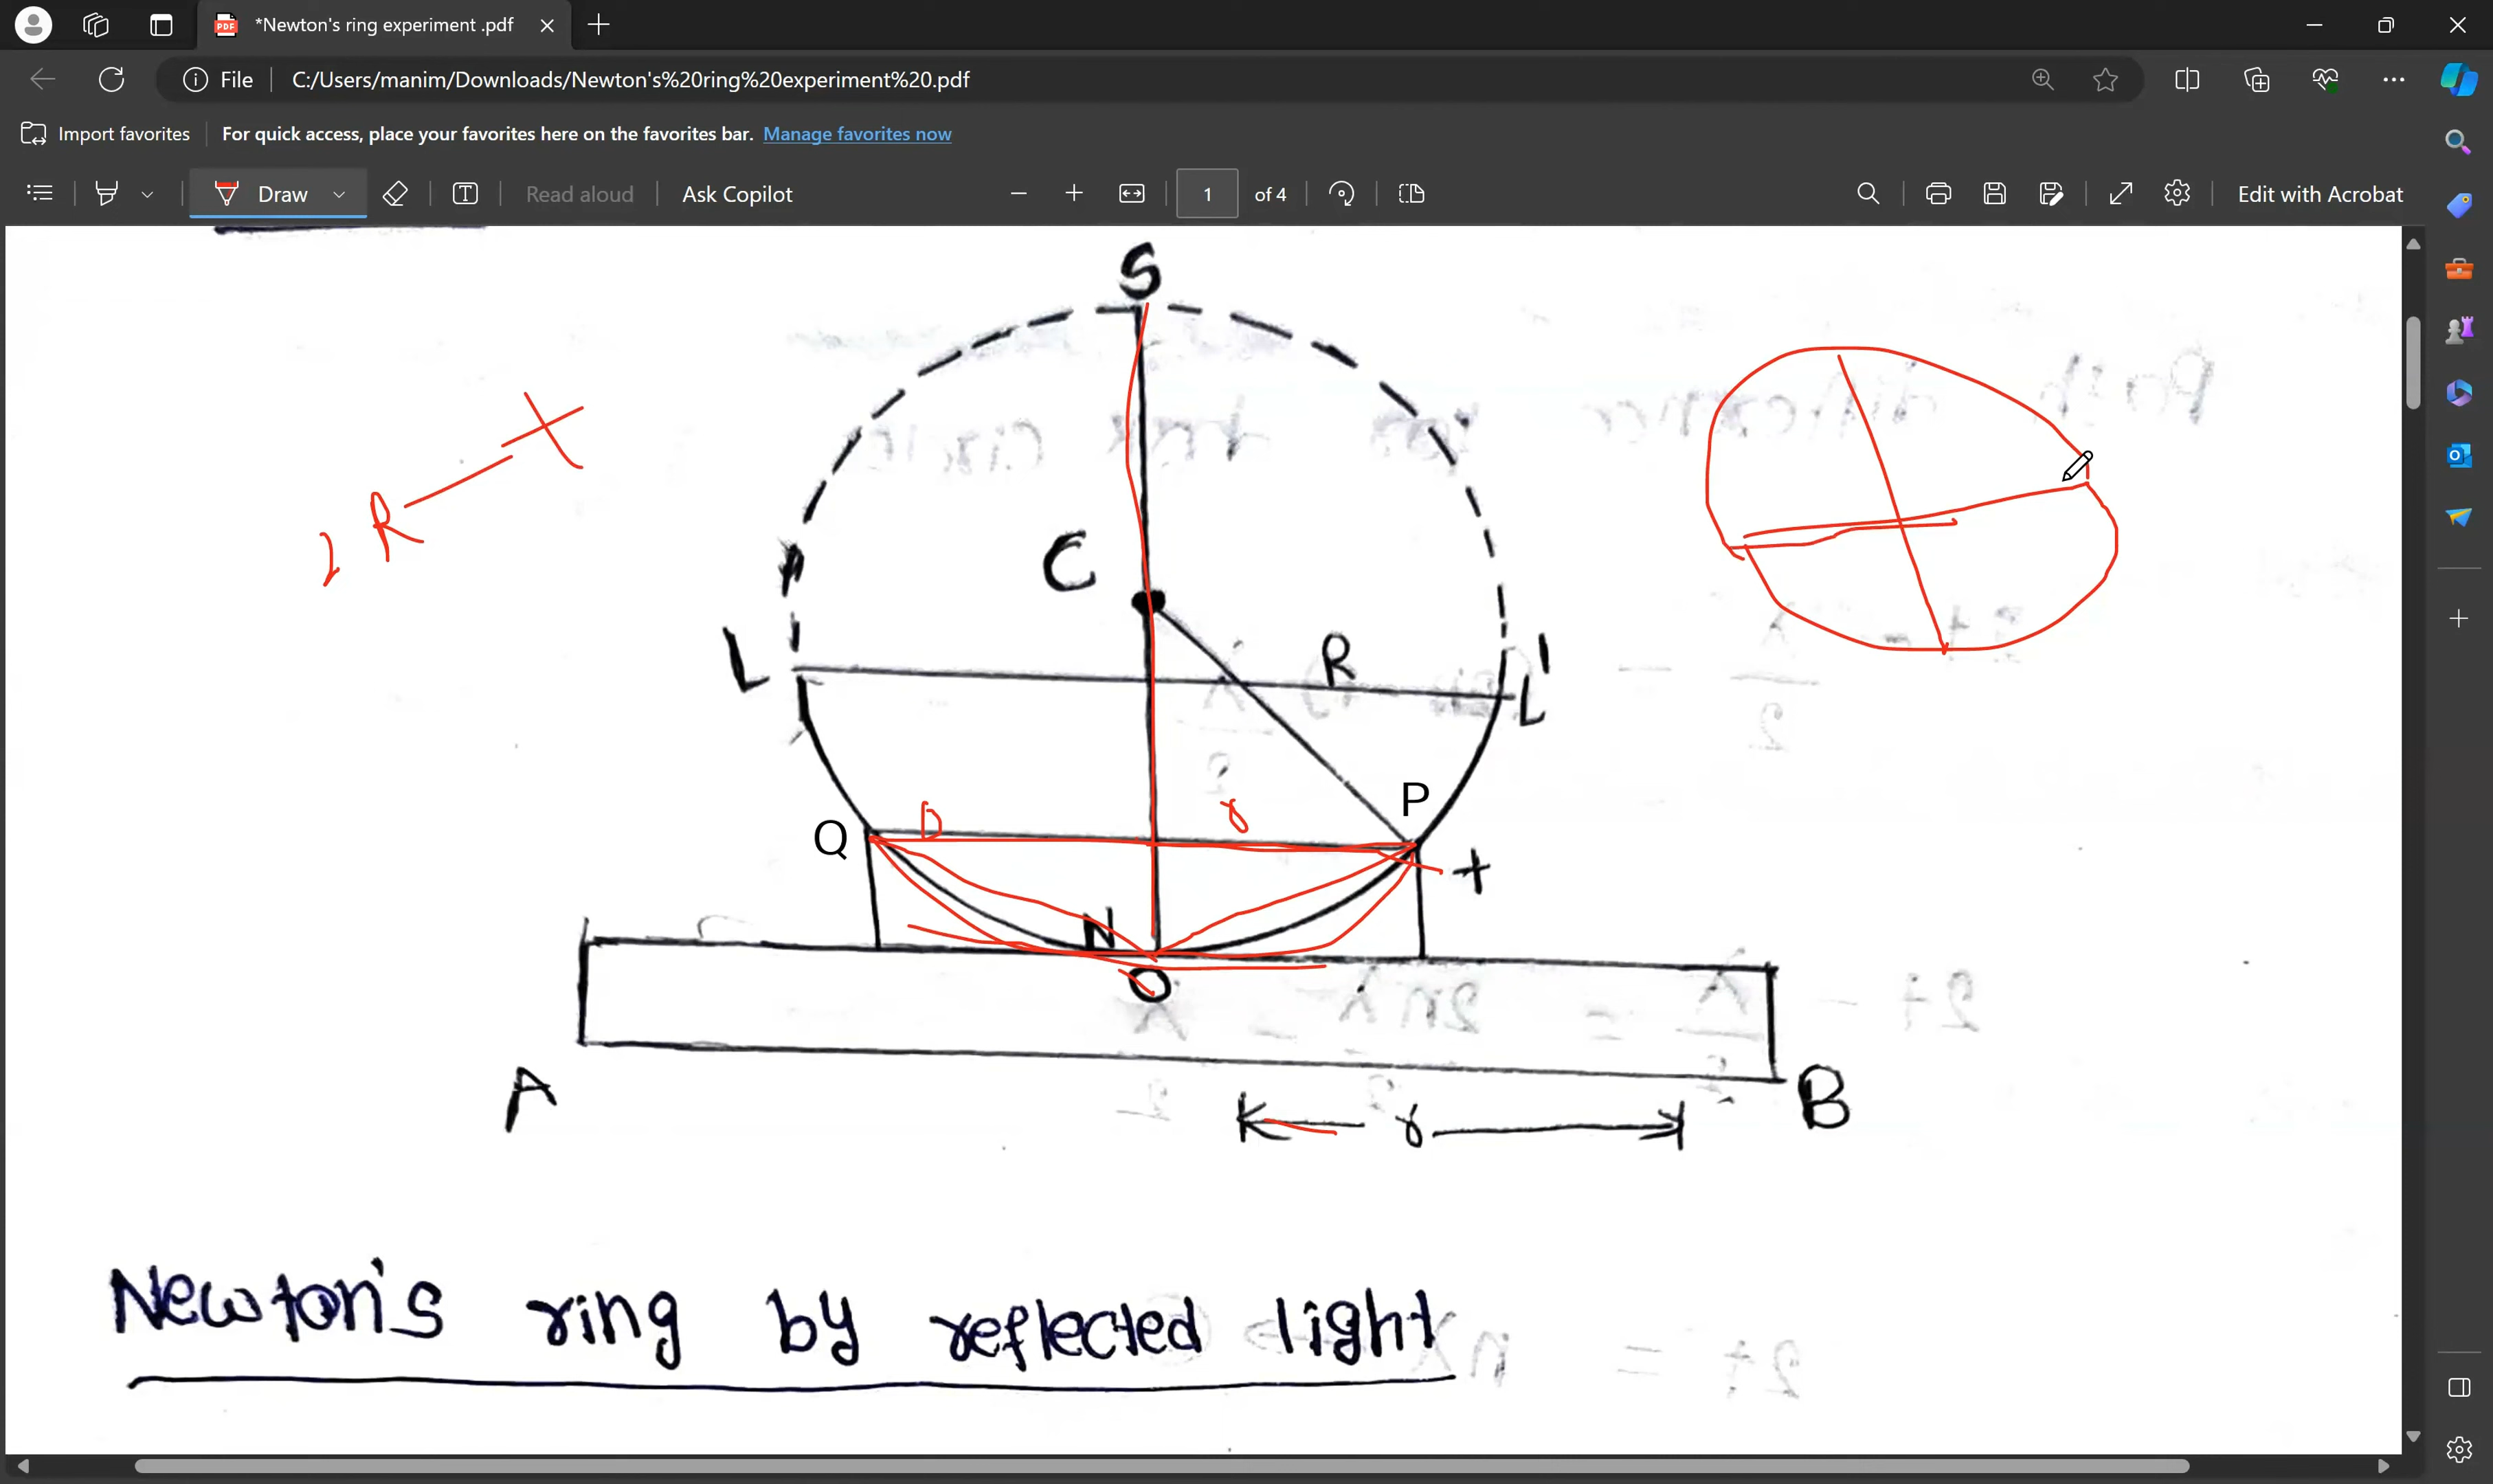 *Newton's ring experiment .pdf
File C:/Users/manim/Downloads/Newton's%20ring%20experiment%20.pdf
Import favorites For quick access, place your favorites here on the favorites bar. Manage favorites now
Draw Read aloud Ask Copilot 1 of 4 Edit with Acrobat
S
2R - t
C
L R L'
Q D r P
t
N
O
A B
r
Newton's ring by reflected light